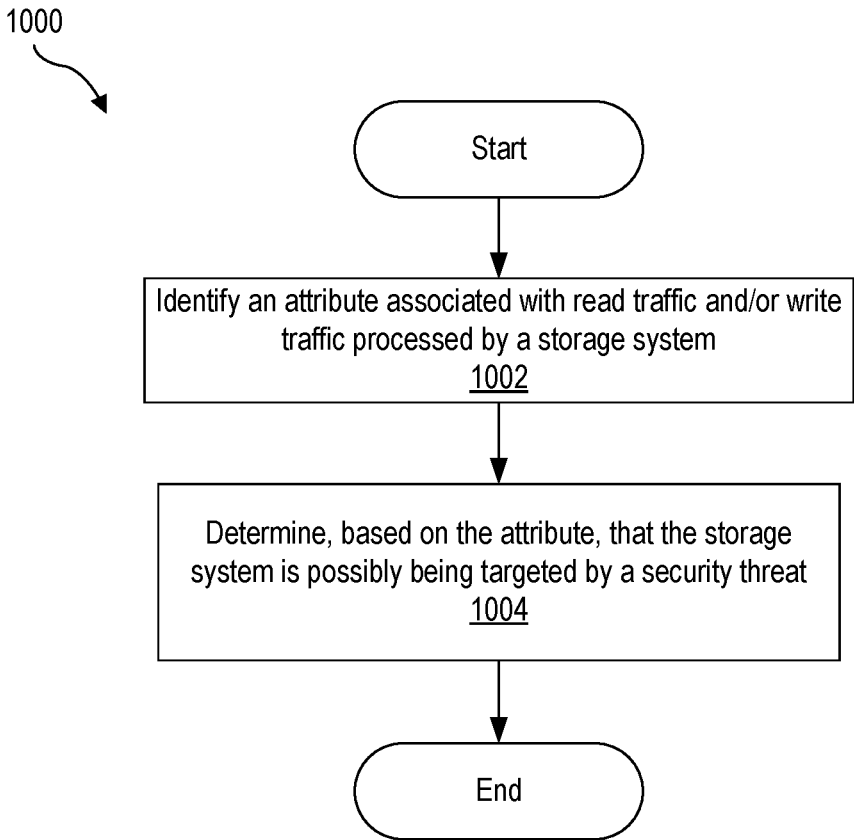 1000
Start
Identify an attribute associated with read traffic and/or write
traffic processed by a storage system
1002
Determine, based on the attribute, that the storage
system is possibly being targeted by a security threat
1004
End